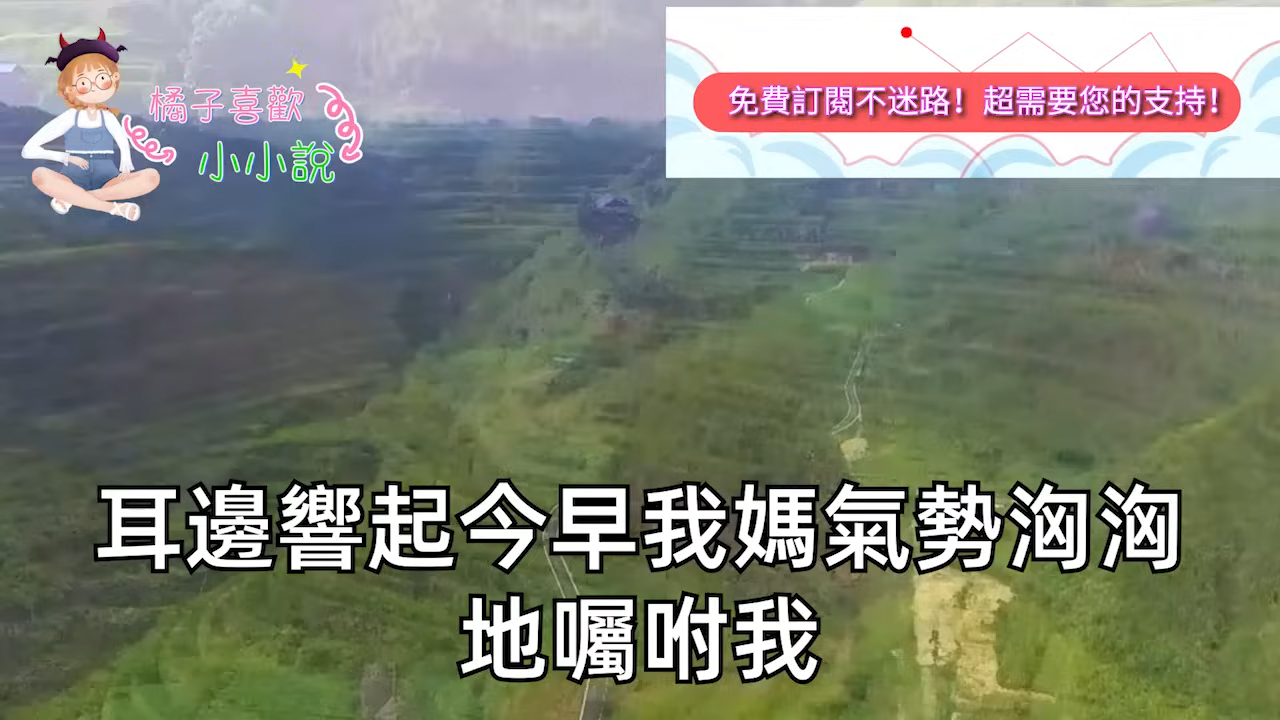 橘子喜歡
小小說
免費訂閱不迷路！超需要您的支持！
耳邊響起今早我媽氣勢洶洶
地囑咐我